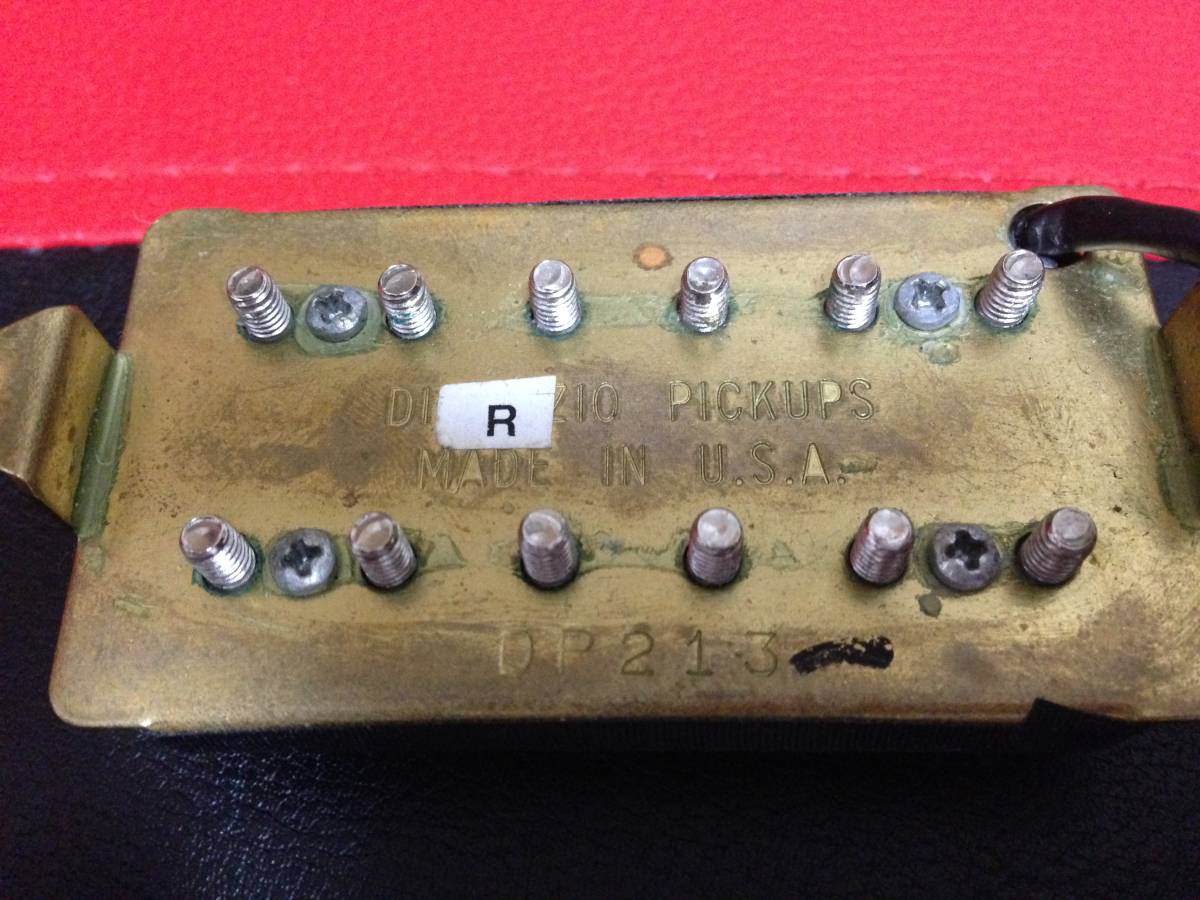 DI ZIO PICKUPS
R
MADE IN U.S.A.
DP213